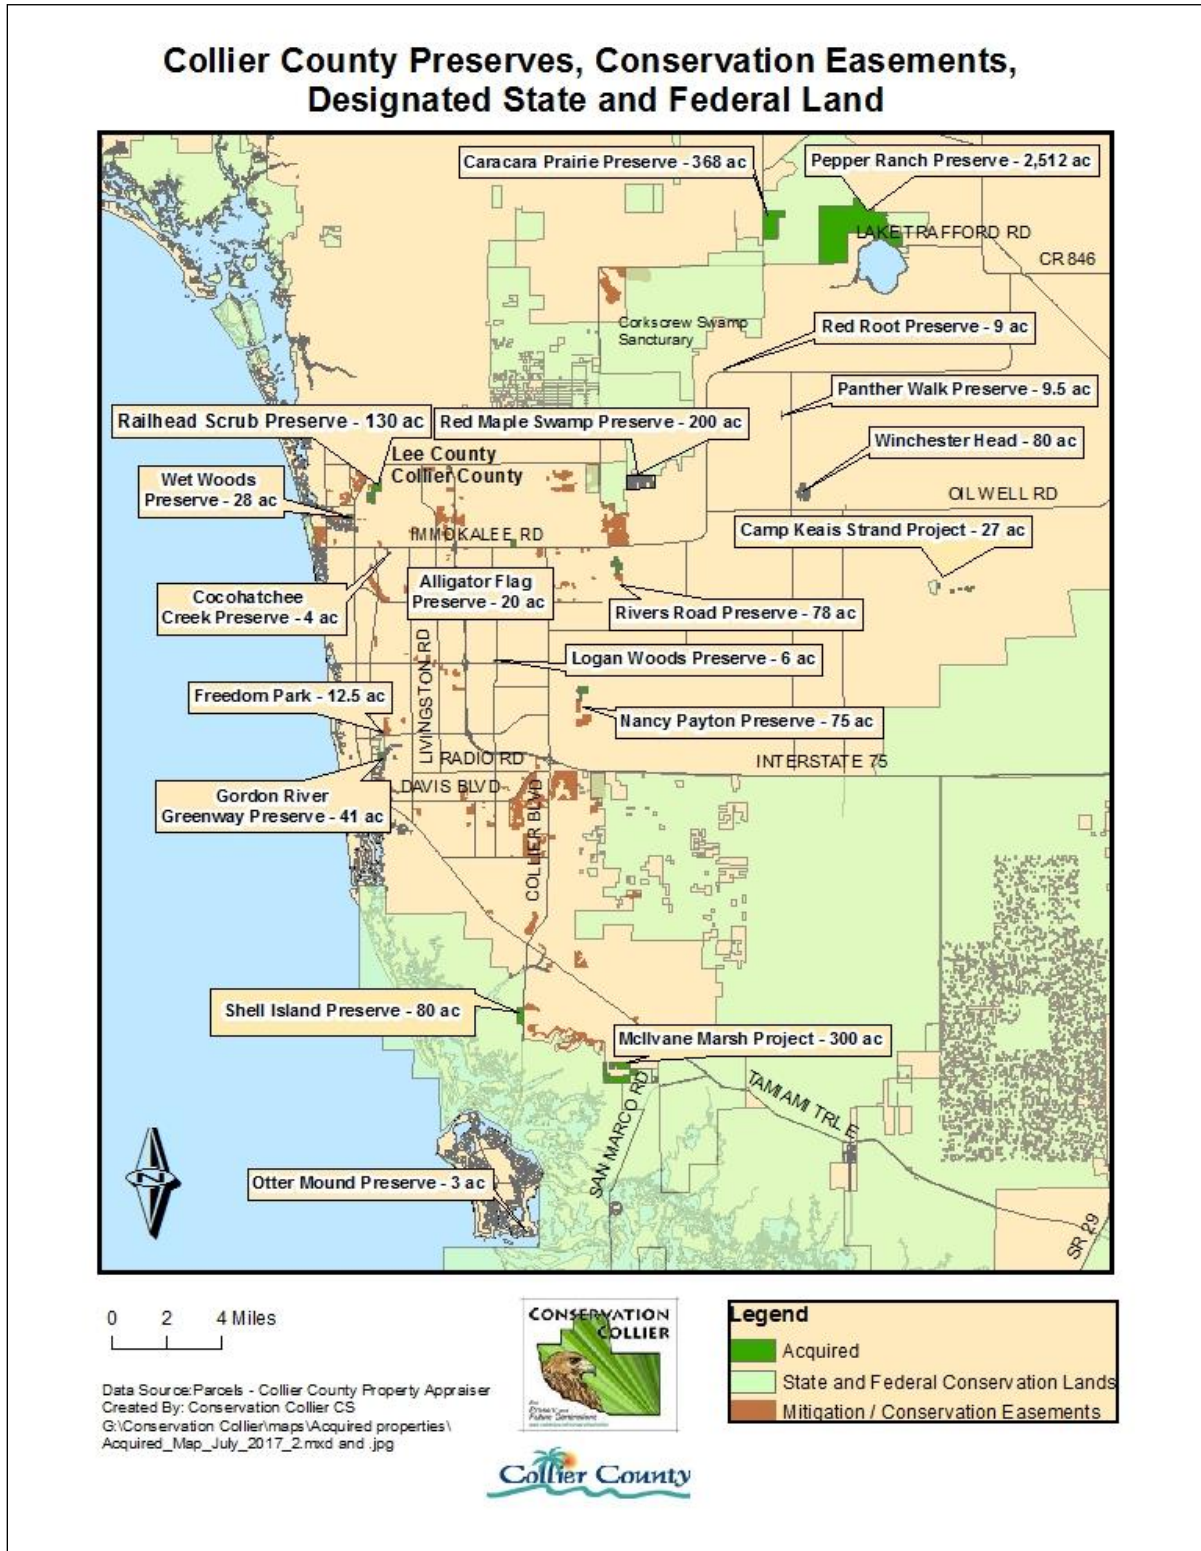 Collier County Preserves, Conservation Easements,
Designated State and Federal Land
Caracara Prairie Preserve - 368 ac
Pepper Ranch Preserve - 2,512 ac
LAKE TRAFFORD RD
CR 846
Corkscrew Swamp
Sancturary
Red Root Preserve - 9 ac
Panther Walk Preserve - 9.5 ac
Railhead Scrub Preserve - 130 ac
Red Maple Swamp Preserve - 200 ac
Winchester Head - 80 ac
Lee County
Collier County
Wet Woods
Preserve - 28 ac
OIL WELL RD
IMMOKALEE RD
Camp Keais Strand Project - 27 ac
Cocohatchee
Creek Preserve - 4 ac
Alligator Flag
Preserve - 20 ac
Rivers Road Preserve - 78 ac
LIVINGSTON RD
Logan Woods Preserve - 6 ac
Freedom Park - 12.5 ac
Nancy Payton Preserve - 75 ac
RADIO RD
INTERSTATE 75
DAVIS BLVD
Gordon River
Greenway Preserve - 41 ac
COLLIER BLVD
Shell Island Preserve - 80 ac
McIlvane Marsh Project - 300 ac
SAN MARCO RD
TAMIAMI TRL E
Otter Mound Preserve - 3 ac
SR 29
N
0 2 4 Miles
Data Source:Parcels - Collier County Property Appraiser
Created By: Conservation Collier CS
G:\Conservation Collier\maps\Acquired properties\
Acquired_Map_July_2017_2.mxd and .jpg
CONSERVATION
COLLIER
Future Generations
Collier County
Legend
Acquired
State and Federal Conservation Lands
Mitigation / Conservation Easements